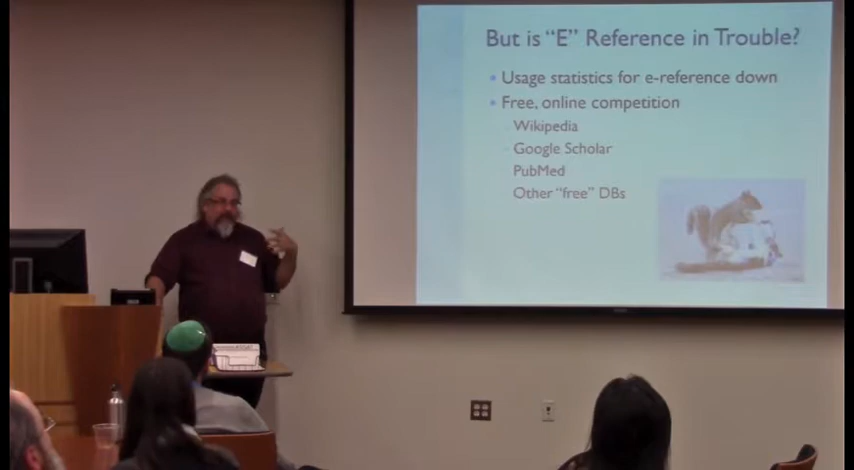 But is “E” Reference in Trouble?
Usage statistics for e-reference down
Free, online competition
Wikipedia
Google Scholar
PubMed
Other “free” DBs